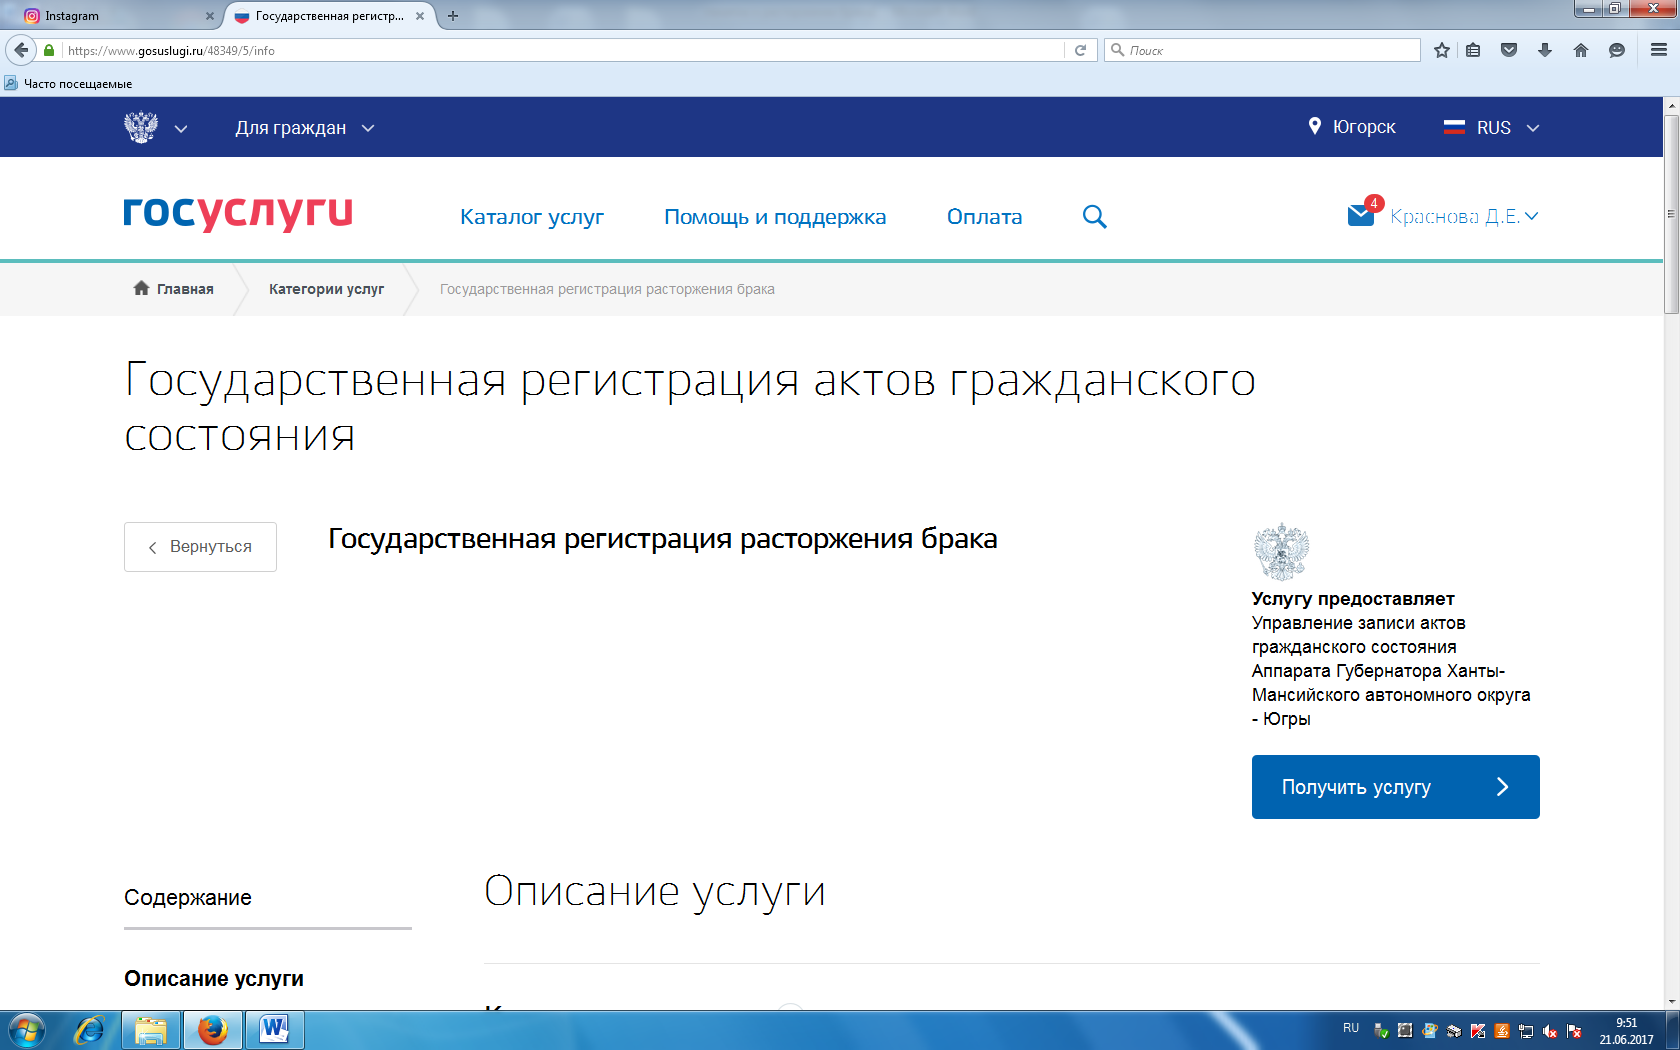 Instagram
Государственная регистр...
https://www.gosuslugi.ru/48349/5/info
Поиск
Часто посещаемые
Для граждан
Югорск
RUS
госуслуги
Каталог услуг
Помощь и поддержка
Оплата
4
Краснова Д.Е.
Главная
Категории услуг
Государственная регистрация расторжения брака
Государственная регистрация актов гражданского
состояния
Вернуться
Государственная регистрация расторжения брака
Услугу предоставляет
Управление записи актов
гражданского состояния
Аппарата Губернатора Ханты-
Мансийского автономного округа
- Югры
Получить услугу
Содержание
Описание услуги
Описание услуги
RU
9:51
21.06.2017